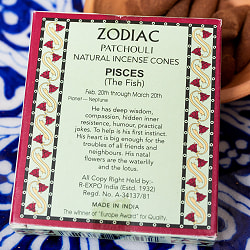 ZODIAC
PATCHOULI
NATURAL INCENSE CONES
PISCES
(The Fish)
Feb. 20th through March 20th
Planet — Neptune
He has deep wisdom,
compassion, hidden inner
resistence, humour, practical
jokes. To help is his first instinct.
His heart is big enough for the
troubles of all friends and
neighbours. His natal
flowers are the waterlily
and the lotus.
All Copy Right Held by:-
R-EXPO India (Estd. 1932)
Regd. No. A-34137/81
MADE IN INDIA
The winner of "Europe Award" for Quality.